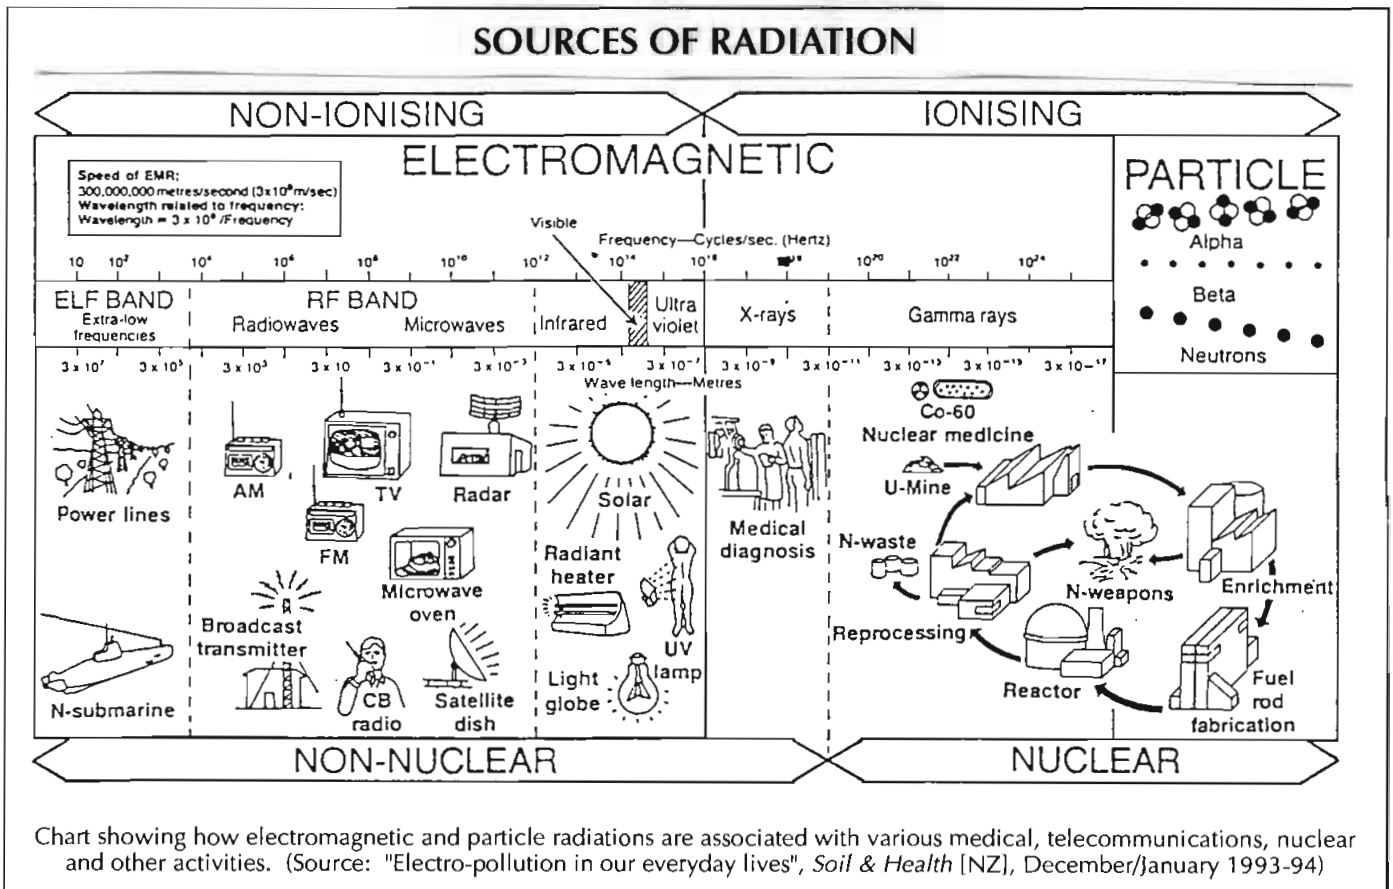 SOURCES OF RADIATION
NON-IONISING
IONISING
ELECTROMAGNETIC
PARTICLE
Speed of EMR:
300,000,000 metres/second (3x10⁸m/sec)
Wavelength related to frequency:
Wavelength = 3 x 10⁸ /Frequency
Visible
Frequency—Cycles/sec. (Hertz)
10 10² 10⁴ 10⁶ 10⁸ 10¹⁰ 10¹² 10¹⁴ 10¹⁶ 10²⁰ 10²² 10²⁴
Alpha
Beta
Neutrons
ELF BAND
Extra-low
frequencies
RF BAND
Radiowaves Microwaves
Infrared
Ultra
violet
X-rays
Gamma rays
3 x 10⁷ 3 x 10⁵ 3 x 10³ 3 x 10 3 x 10⁻¹ 3 x 10⁻³ 3 x 10⁻⁵ 3 x 10⁻⁷ 3 x 10⁻⁹ 3 x 10⁻¹¹ 3 x 10⁻¹³ 3 x 10⁻¹⁵ 3 x 10⁻¹⁷
Wave length—Metres
Power lines
N-submarine
AM
TV
Radar
FM
Microwave
oven
Broadcast
transmitter
CB
radio
Satellite
dish
Solar
Radiant
heater
UV
lamp
Light
globe
Medical
diagnosis
Co-60
Nuclear medicine
U-Mine
N-waste
N-weapons
Enrichment
Reprocessing
Reactor
Fuel
rod
fabrication
NON-NUCLEAR
NUCLEAR
Chart showing how electromagnetic and particle radiations are associated with various medical, telecommunications, nuclear
and other activities. (Source: "Electro-pollution in our everyday lives", Soil & Health [NZ], December/January 1993-94)